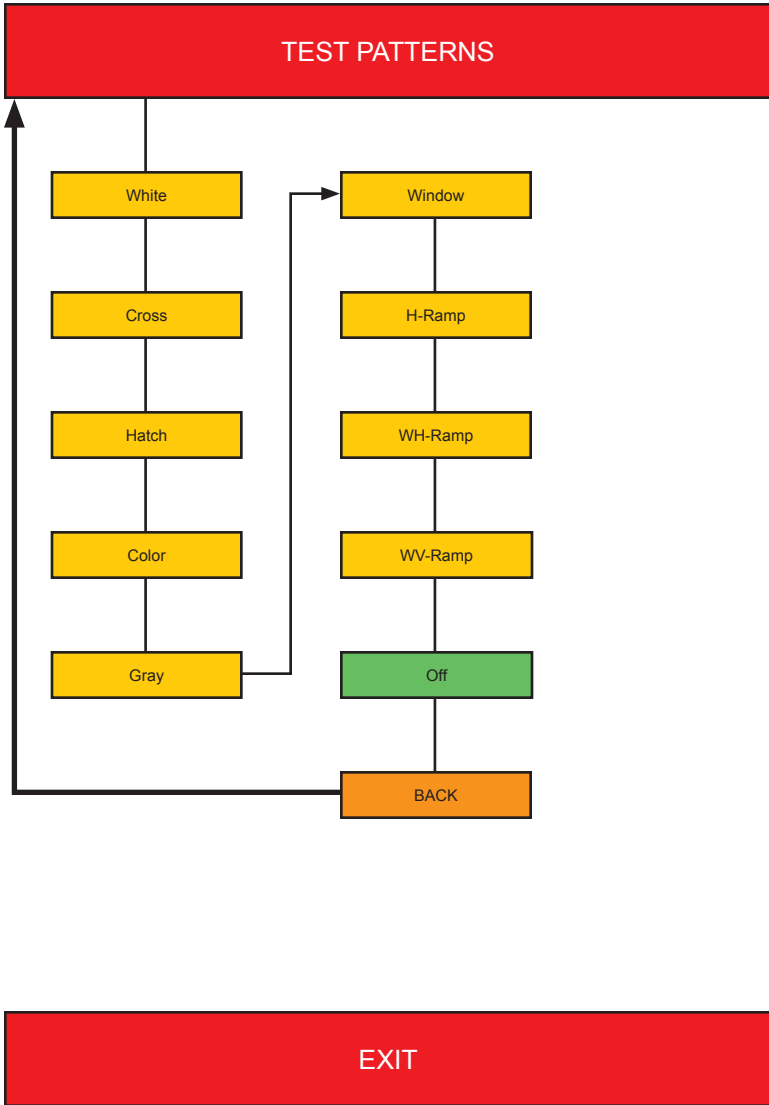 TEST PATTERNS
White
Cross
Hatch
Color
Gray
Window
H-Ramp
WH-Ramp
WV-Ramp
Off
BACK
EXIT